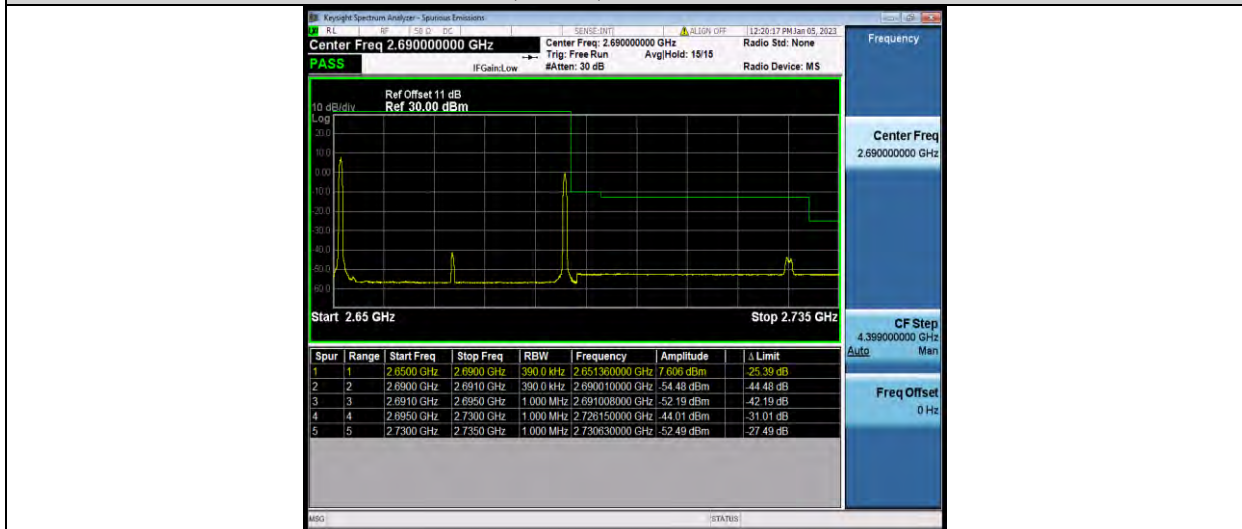 Keysight Spectrum Analyzer - Spurious Emissions
RL RF 50 Ω DC SENSE:INT ALIGN OFF 12:20:17 PM Jan 05, 2023
Center Freq 2.690000000 GHz Center Freq: 2.690000000 GHz Radio Std: None
Trig: Free Run Avg|Hold: 15/15
PASS IFGain:Low #Atten: 30 dB Radio Device: MS
Frequency
Ref Offset 11 dB
10 dB/div Ref 30.00 dBm
Log
20.0
10.0
0.00
-10.0
-20.0
-30.0
-40.0
-50.0
-60.0
Start 2.65 GHz Stop 2.735 GHz
Center Freq
2.690000000 GHz
CF Step
4.399000000 GHz
Auto Man
Freq Offset
0 Hz
Spur Range Start Freq Stop Freq RBW Frequency Amplitude Δ Limit
1 1 2.6500 GHz 2.6900 GHz 390.0 kHz 2.651360000 GHz 7.606 dBm -25.39 dB
2 2 2.6900 GHz 2.6910 GHz 390.0 kHz 2.690010000 GHz -54.48 dBm -44.48 dB
3 3 2.6910 GHz 2.6950 GHz 1.000 MHz 2.691008000 GHz -52.19 dBm -42.19 dB
4 4 2.6950 GHz 2.7300 GHz 1.000 MHz 2.726150000 GHz -44.01 dBm -31.01 dB
5 5 2.7300 GHz 2.7350 GHz 1.000 MHz 2.730630000 GHz -52.49 dBm -27.49 dB
MSG STATUS